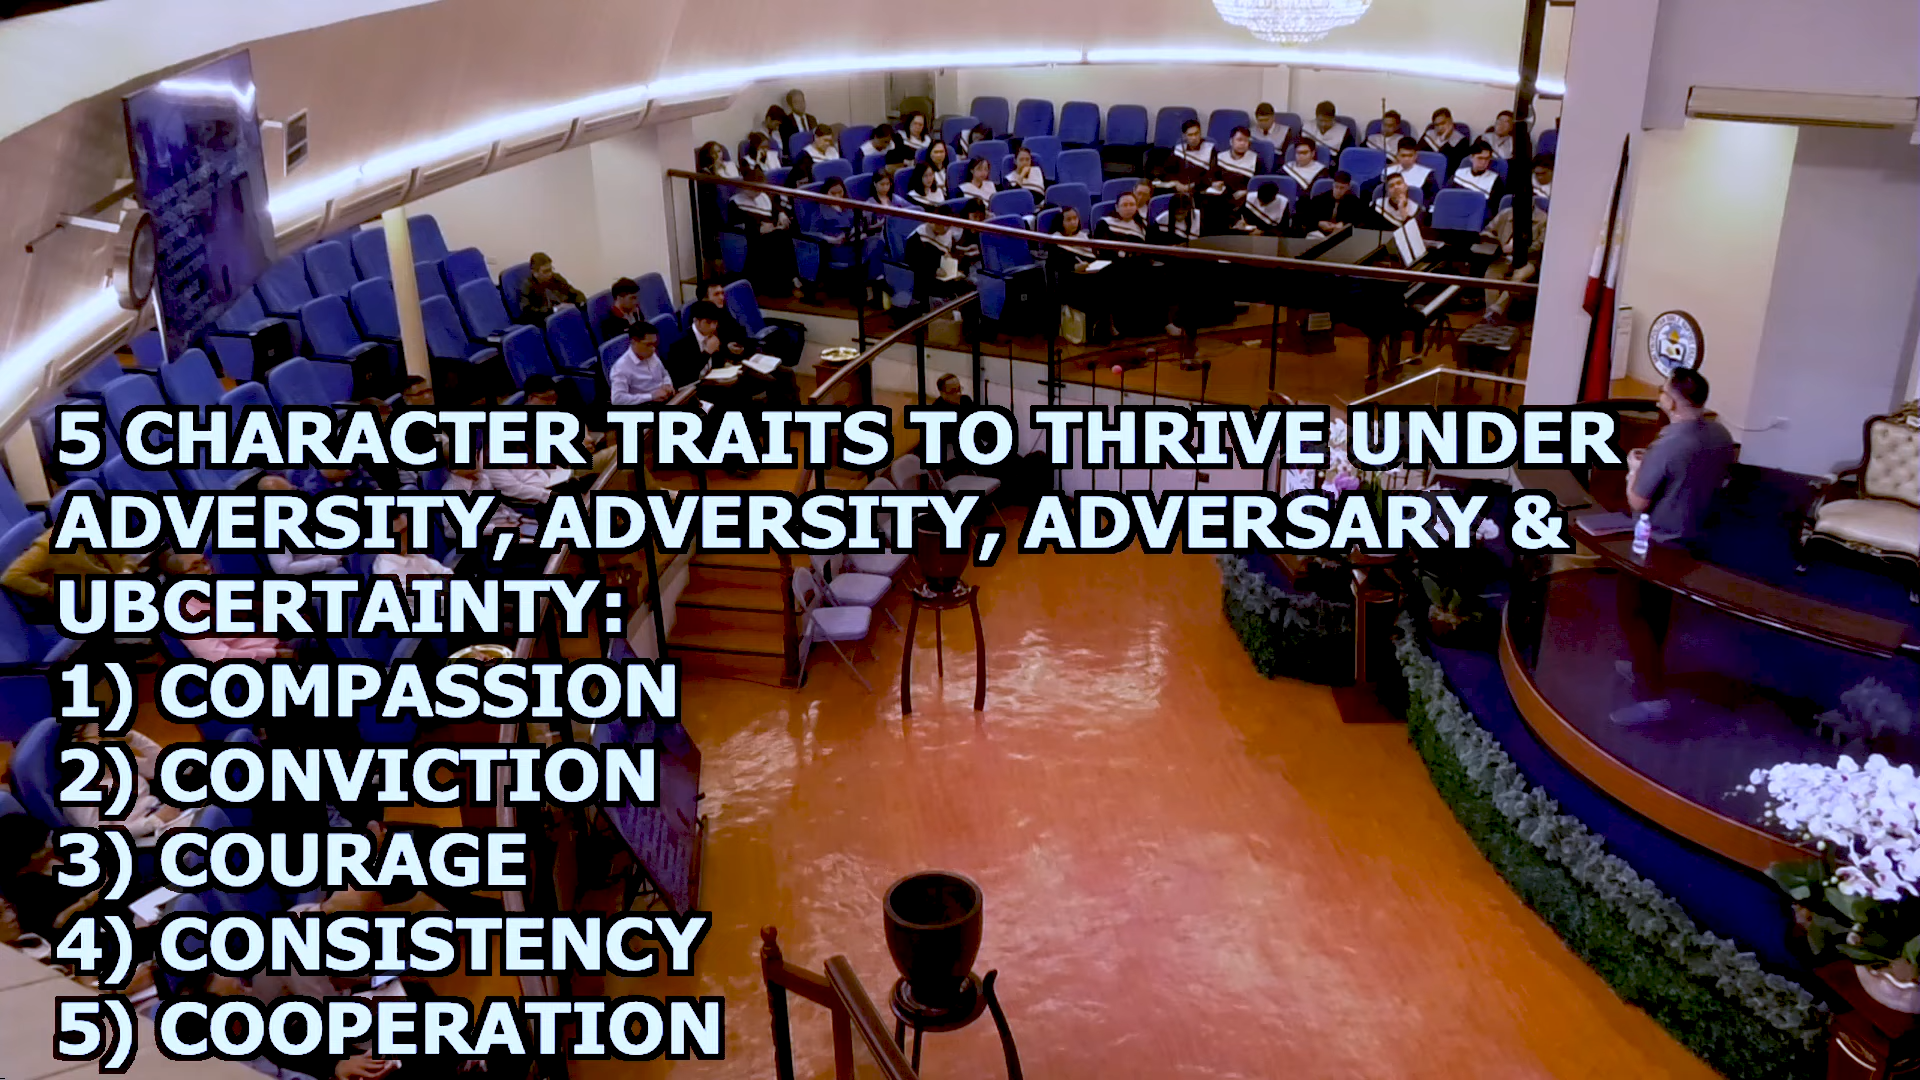 5 CHARACTER TRAITS TO THRIVE UNDER
ADVERSITY, ADVERSITY, ADVERSARY &
UBCERTAINTY:
1) COMPASSION
2) CONVICTION
3) COURAGE
4) CONSISTENCY
5) COOPERATION